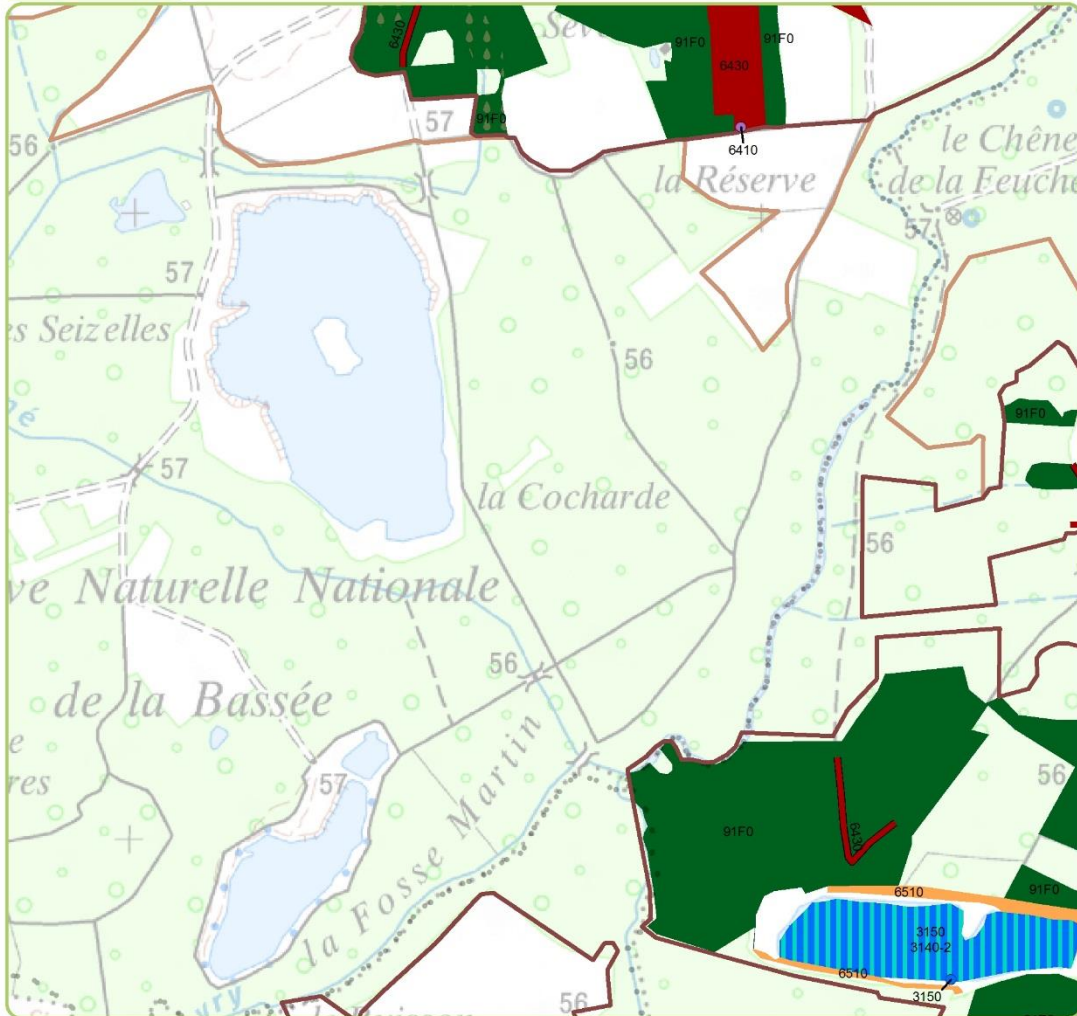 91F0
6430
91F0
6430
91F0
57
6410
56
le Chêne
la Réserve
de la Feuche
57
57
es Seizelles
56
91F0
57
la Cocharde
56
ve Naturelle Nationale
56
de la Bassée
Martin
57
res
56
91F0
6430
la Fosse
6510
91F0
3150
3140-2
6510
3150
56